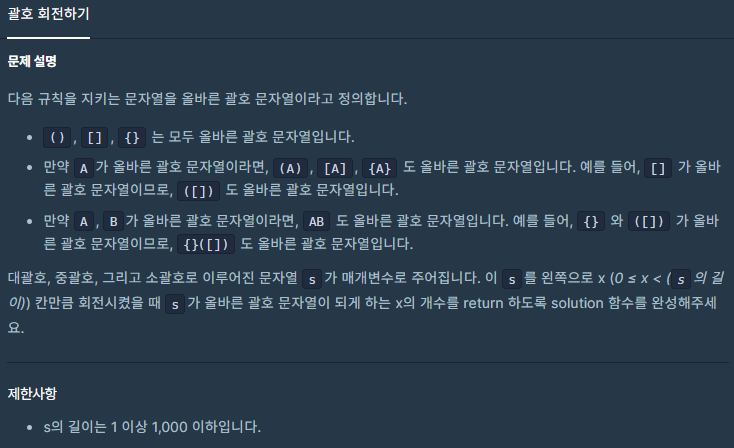 괄호 회전하기
문제 설명
다음 규칙을 지키는 문자열을 올바른 괄호 문자열이라고 정의합니다.
• (), [], {} 는 모두 올바른 괄호 문자열입니다.
• 만약 A가 올바른 괄호 문자열이라면, (A), [A], {A} 도 올바른 괄호 문자열입니다. 예를 들어, [] 가 올바
른 괄호 문자열이므로, ([]) 도 올바른 괄호 문자열입니다.
• 만약 A, B가 올바른 괄호 문자열이라면, AB 도 올바른 괄호 문자열입니다. 예를 들어, {} 와 ([]) 가 올바
른 괄호 문자열이므로, {}([]) 도 올바른 괄호 문자열입니다.
대괄호, 중괄호, 그리고 소괄호로 이루어진 문자열 s가 매개변수로 주어집니다. 이 s를 왼쪽으로 x (0 ≤ x < (s의 길
이)) 칸만큼 회전시켰을 때 s가 올바른 괄호 문자열이 되게 하는 x의 개수를 return 하도록 solution 함수를 완성해주세
요.
제한사항
• s의 길이는 1 이상 1,000 이하입니다.